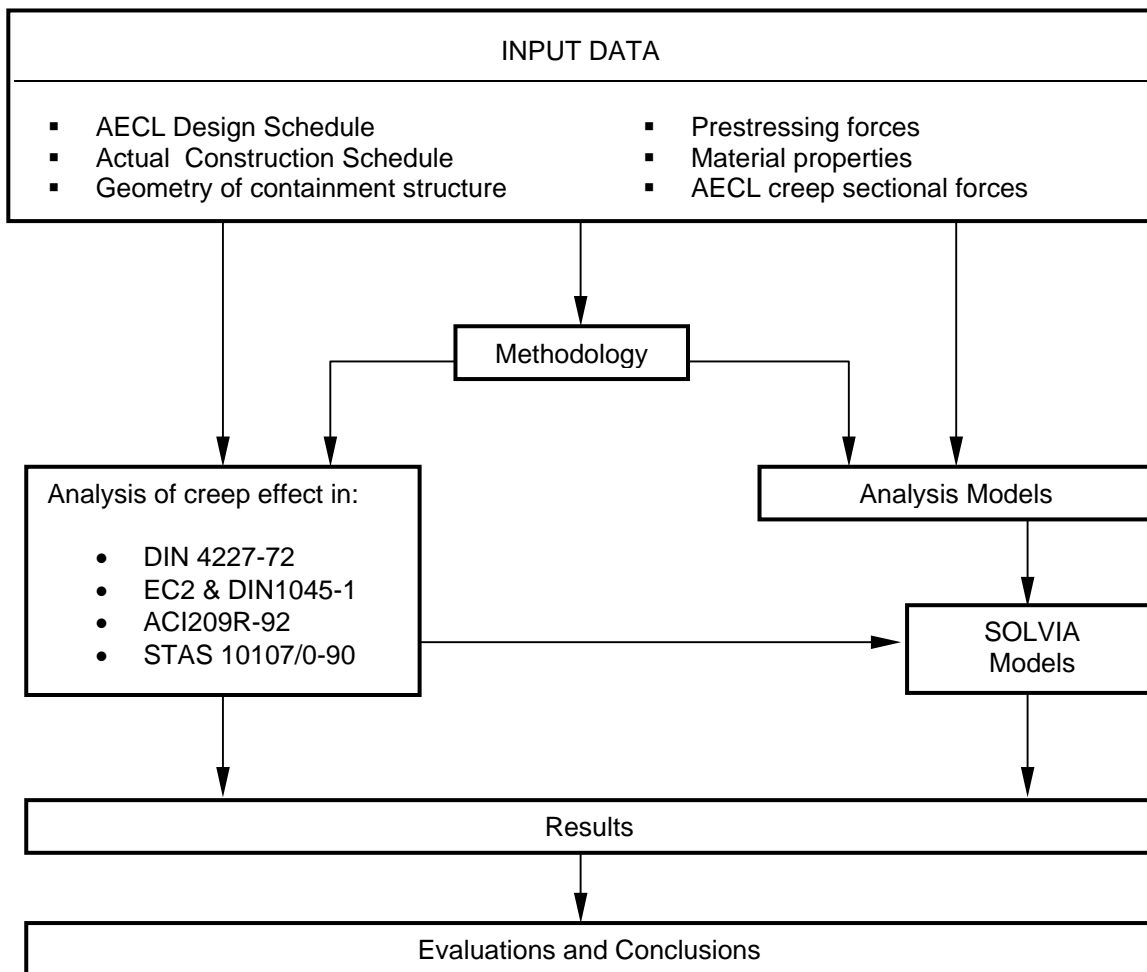 INPUT DATA
▪ AECL Design Schedule
▪ Actual Construction Schedule
▪ Geometry of containment structure
▪ Prestressing forces
▪ Material properties
▪ AECL creep sectional forces
Methodology
Analysis of creep effect in:
• DIN 4227-72
• EC2 & DIN1045-1
• ACI209R-92
• STAS 10107/0-90
Analysis Models
SOLVIA
Models
Results
Evaluations and Conclusions